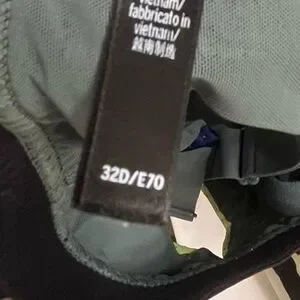 vietnam/
fabbricato in
vietnam/
越南制造
32D/E70